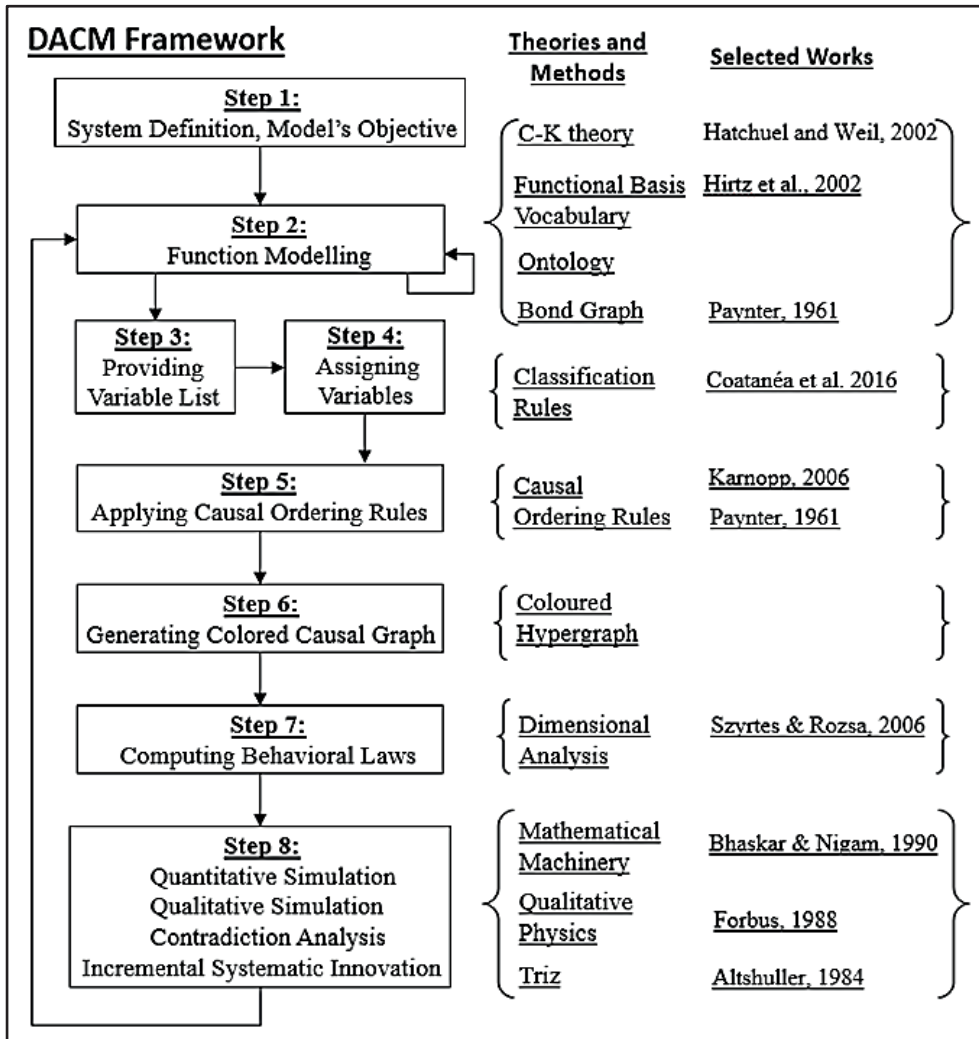 DACM Framework
Theories and
Methods
Selected Works
Step 1:
System Definition, Model's Objective
Step 2:
Function Modelling
Step 3:
Providing
Variable List
Step 4:
Assigning
Variables
Step 5:
Applying Causal Ordering Rules
Step 6:
Generating Colored Causal Graph
Step 7:
Computing Behavioral Laws
Step 8:
Quantitative Simulation
Qualitative Simulation
Contradiction Analysis
Incremental Systematic Innovation
C-K theory
Hatchuel and Weil, 2002
Functional Basis
Vocabulary
Hirtz et al., 2002
Ontology
Bond Graph
Paynter, 1961
Classification
Rules
Coatanéa et al. 2016
Causal
Ordering Rules
Karnopp, 2006
Paynter, 1961
Coloured
Hypergraph
Dimensional
Analysis
Szyrtes & Rozsa, 2006
Mathematical
Machinery
Bhaskar & Nigam, 1990
Qualitative
Physics
Forbus, 1988
Triz
Altshuller, 1984